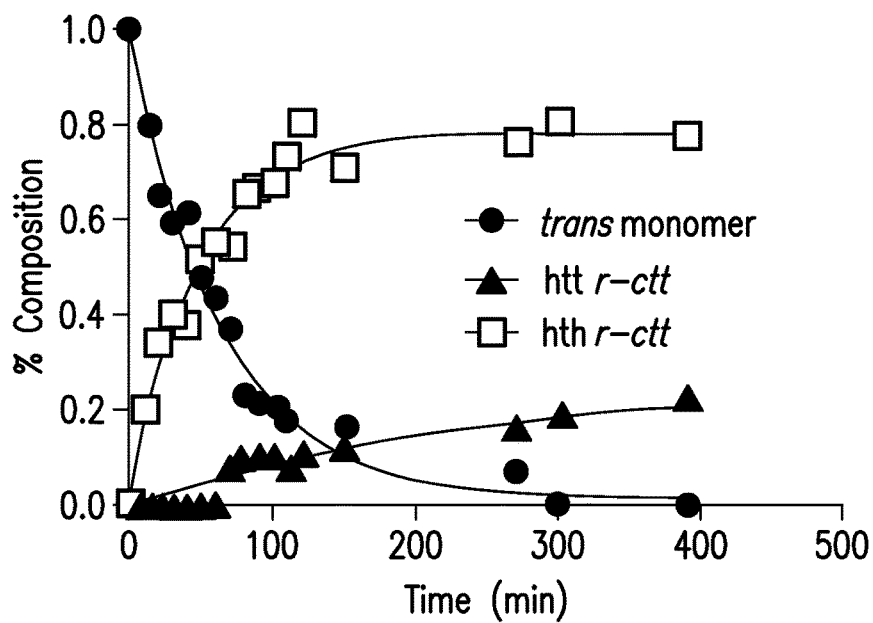 % Composition
1.0
0.8
0.6
0.4
0.2
0.0
trans monomer
htt r-ctt
hth r-ctt
0
100
200
300
400
500
Time (min)